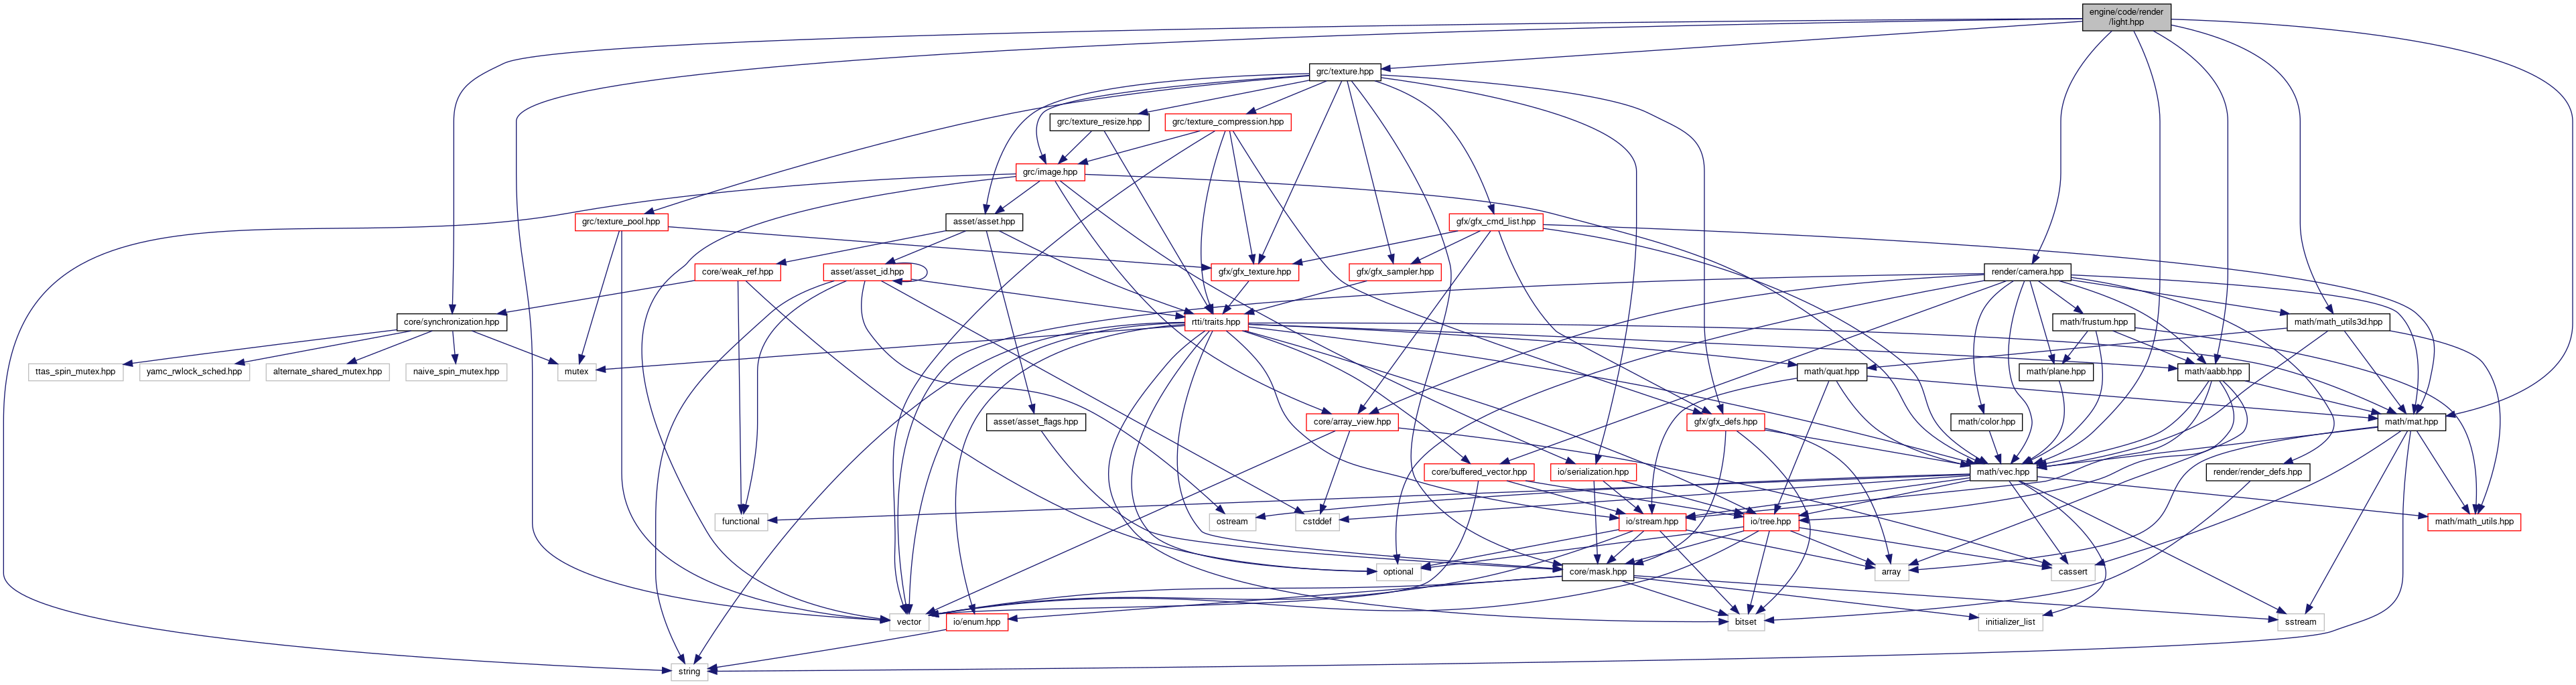 engine/code/render
/light.hpp
grc/texture.hpp
grc/texture_resize.hpp
grc/texture_compression.hpp
grc/image.hpp
grc/texture_pool.hpp
asset/asset.hpp
gfx/gfx_cmd_list.hpp
core/weak_ref.hpp
asset/asset_id.hpp
gfx/gfx_texture.hpp
gfx/gfx_sampler.hpp
render/camera.hpp
core/synchronization.hpp
rtti/traits.hpp
math/frustum.hpp
math/math_utils3d.hpp
ttas_spin_mutex.hpp
yamc_rwlock_sched.hpp
alternate_shared_mutex.hpp
naive_spin_mutex.hpp
mutex
math/quat.hpp
math/plane.hpp
math/aabb.hpp
asset/asset_flags.hpp
core/array_view.hpp
gfx/gfx_defs.hpp
math/color.hpp
math/mat.hpp
core/buffered_vector.hpp
io/serialization.hpp
math/vec.hpp
render/render_defs.hpp
functional
ostream
cstddef
io/stream.hpp
io/tree.hpp
math/math_utils.hpp
optional
core/mask.hpp
array
cassert
vector
io/enum.hpp
bitset
initializer_list
sstream
string